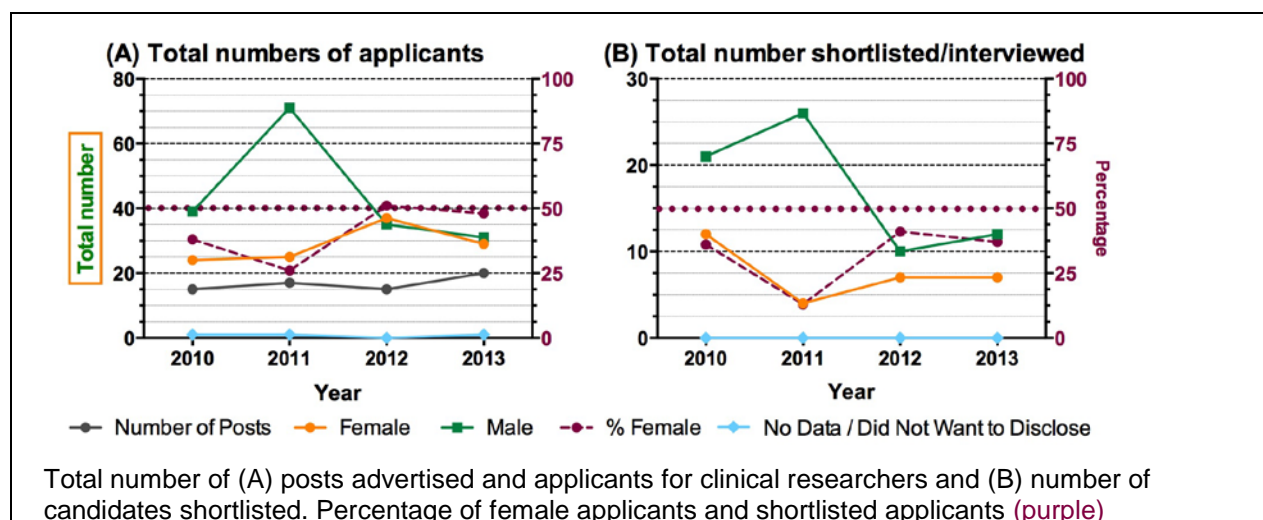 (A) Total numbers of applicants
80
60
40
20
0
100
75
50
25
0
Total number
2010 2011 2012 2013
Year
(B) Total number shortlisted/interviewed
30
20
10
0
100
75
50
25
0
Percentage
2010 2011 2012 2013
Year
Number of Posts Female Male % Female No Data / Did Not Want to Disclose
Total number of (A) posts advertised and applicants for clinical researchers and (B) number of
candidates shortlisted. Percentage of female applicants and shortlisted applicants (purple)